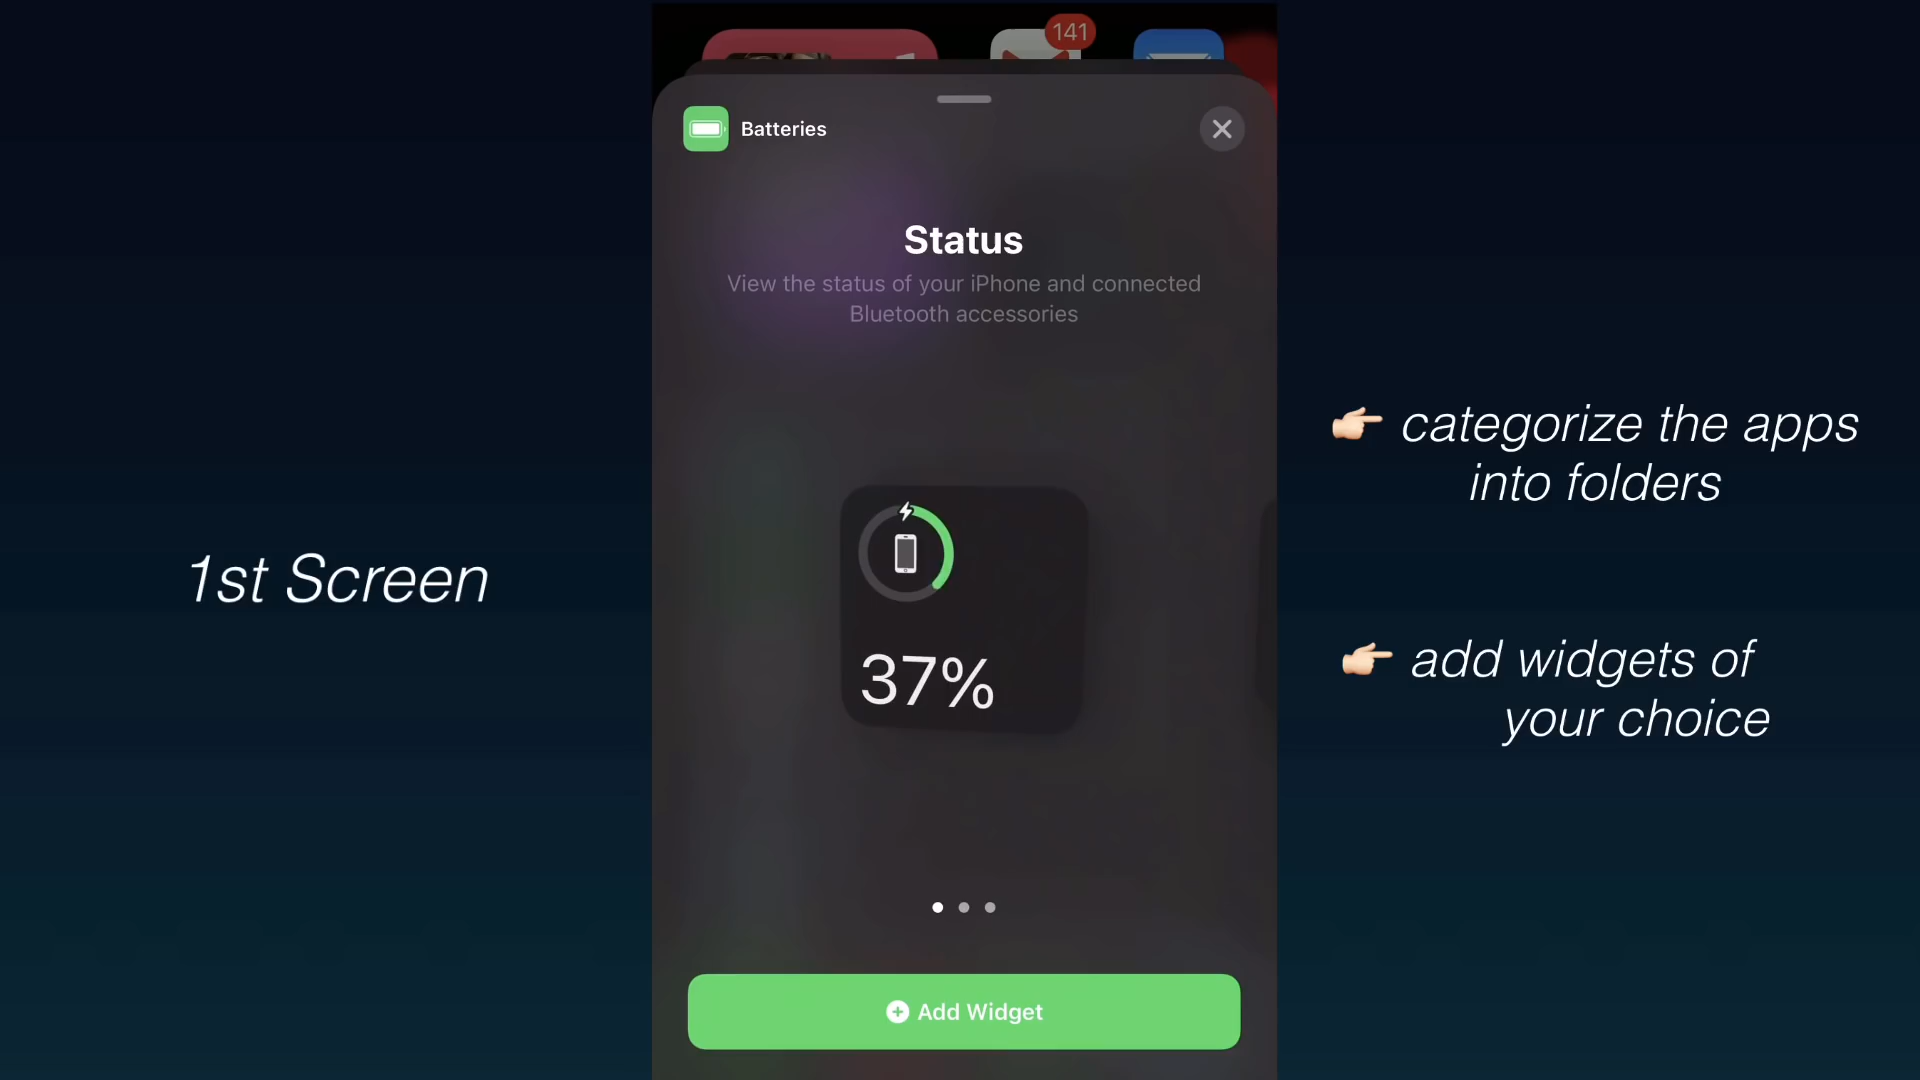 141
Batteries
Status
View the status of your iPhone and connected
Bluetooth accessories
37%
Add Widget
1st Screen
👉🏻 categorize the apps
into folders
👉🏻 add widgets of
your choice